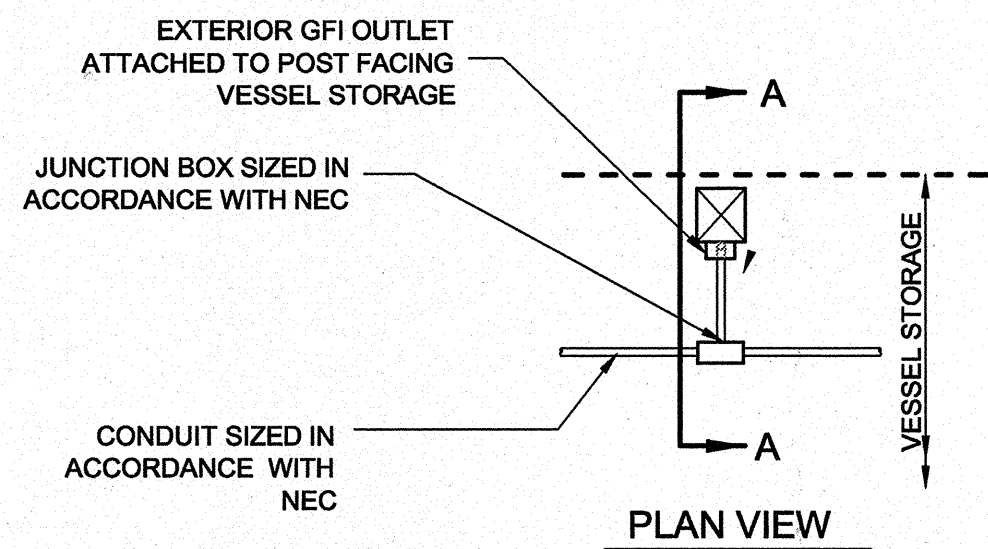 EXTERIOR GFI OUTLET
ATTACHED TO POST FACING
VESSEL STORAGE
A
JUNCTION BOX SIZED IN
ACCORDANCE WITH NEC
VESSEL STORAGE
CONDUIT SIZED IN
ACCORDANCE WITH
NEC
A
PLAN VIEW